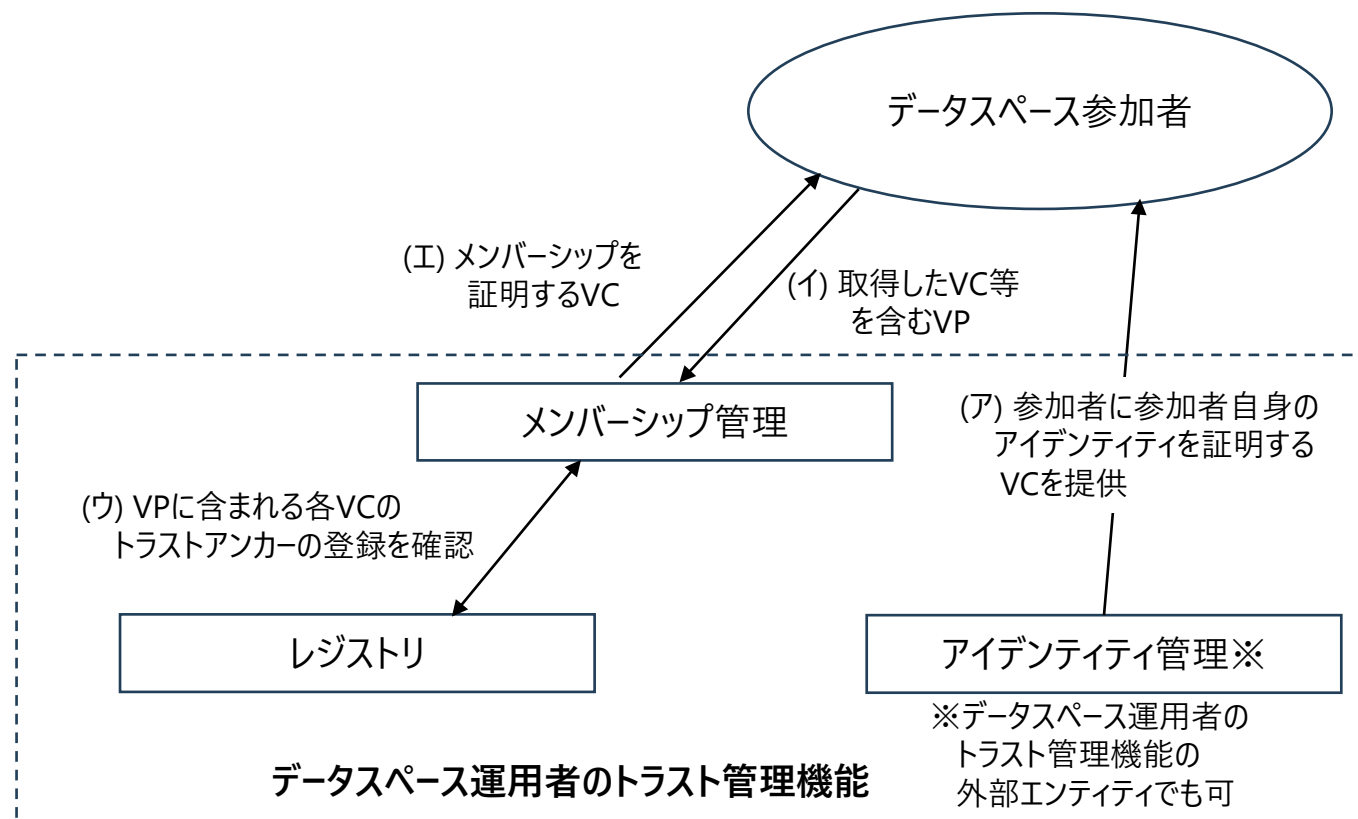 データスペース参加者
(エ) メンバーシップを
証明するVC
(イ) 取得したVC等
を含むVP
メンバーシップ管理
(ア) 参加者に参加者自身の
アイデンティティを証明する
VCを提供
(ウ) VPに含まれる各VCの
トラストアンカーの登録を確認
レジストリ
アイデンティティ管理※
※データスペース運用者の
トラスト管理機能の
外部エンティティでも可
データスペース運用者のトラスト管理機能